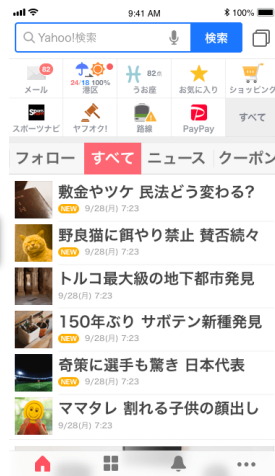 9:41 AM
100%
Yahoo!検索
検索
82
24/18 100%
82点
メール
港区
うお座
お気に入り
ショッピング
スポーツナビ
ヤフオク!
路線
PayPay
すべて
フォロー
すべて
ニュース
クーポン
敷金やツケ 民法どう変わる?
NEW 9/28(月) 7:23
野良猫に餌やり禁止 賛否続々
NEW 9/28(月) 7:23
トルコ最大級の地下都市発見
9/28(月) 7:23
150年ぶり サボテン新種発見
NEW 9/28(月) 7:23
奇策に選手も驚き 日本代表
NEW 9/28(月) 7:23
ママタレ 割れる子供の顔出し
9/28(月) 7:23